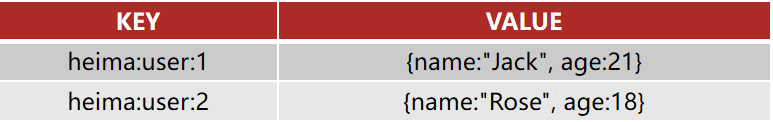 KEY VALUE
heima:user:1 {name:"Jack", age:21}
heima:user:2 {name:"Rose", age:18}